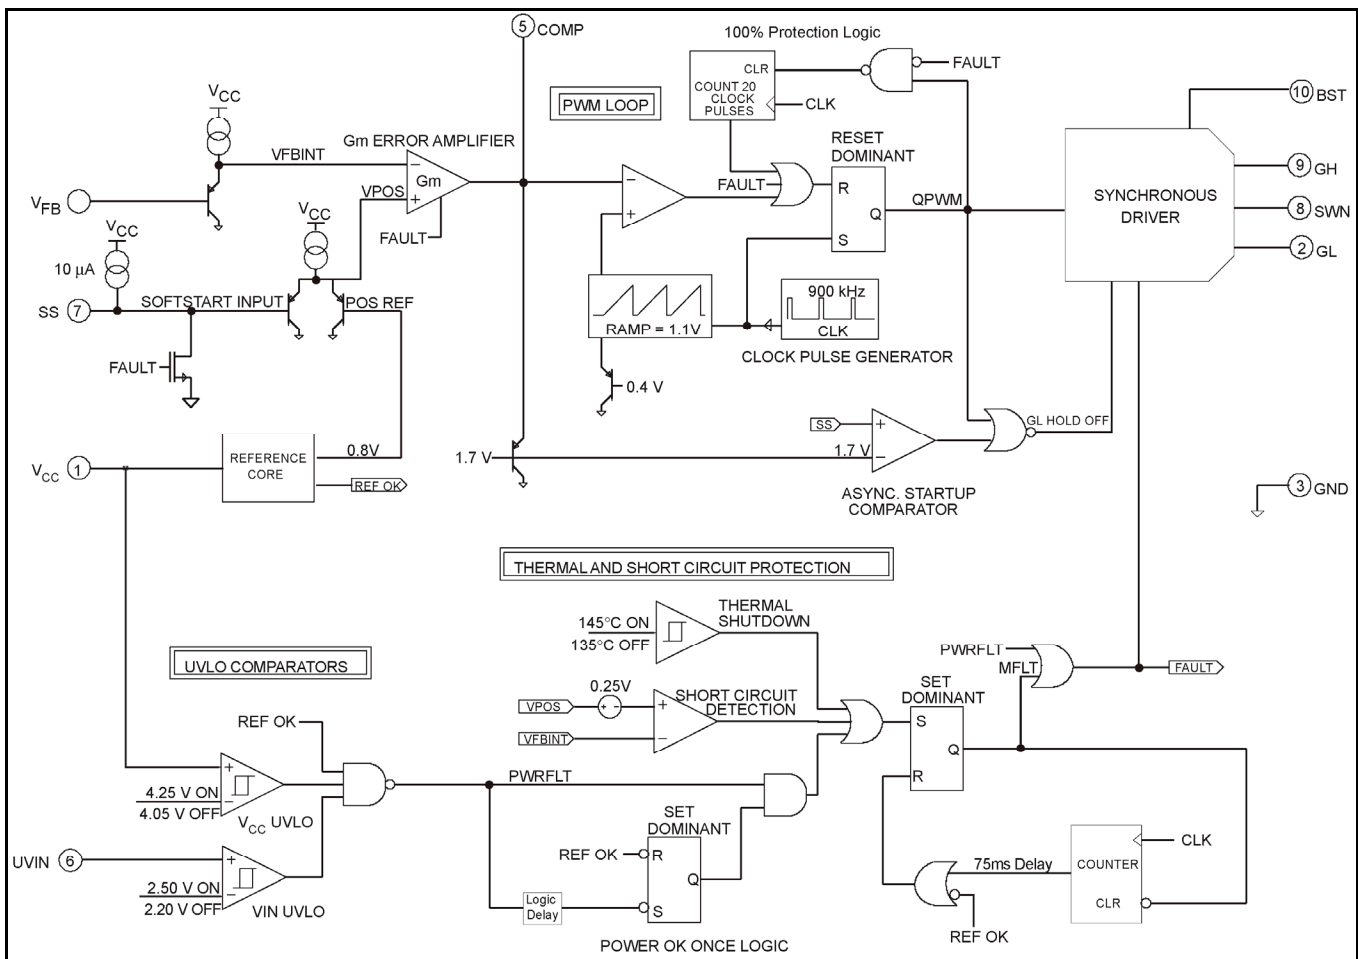 5 COMP
100% Protection Logic
CLR
COUNT 20
CLOCK
PULSES
CLK
FAULT
PWM LOOP
10 BST
VCC
VFBINT
Gm ERROR AMPLIFIER
−
Gm
+
VPOS
FAULT
VFB
VCC
VCC
10 µA
SS 7
SOFTSTART INPUT
POS REF
FAULT
−
+
FAULT
RESET
DOMINANT
R
Q
S
QPWM
SYNCHRONOUS
DRIVER
9 GH
8 SWN
2 GL
RAMP = 1.1V
900 kHz
CLK
CLOCK PULSE GENERATOR
0.4 V
SS
+
1.7 V
−
GL HOLD OFF
ASYNC. STARTUP
COMPARATOR
1.7 V
VCC 1
REFERENCE
CORE
0.8V
REF OK
3 GND
THERMAL AND SHORT CIRCUIT PROTECTION
145°C ON
135°C OFF
THERMAL
SHUTDOWN
UVLO COMPARATORS
VPOS
0.25V
+ −
+
−
VFBINT
SHORT CIRCUIT
DETECTION
PWRFLT
MFLT
FAULT
SET
DOMINANT
S
Q
R
REF OK
+
4.25 V ON
−
4.05 V OFF
VCC UVLO
PWRFLT
UVIN 6
+
2.50 V ON
−
2.20 V OFF
VIN UVLO
SET
DOMINANT
REF OK
R
Q
S
Logic
Delay
POWER OK ONCE LOGIC
75ms Delay
COUNTER
CLK
CLR
REF OK